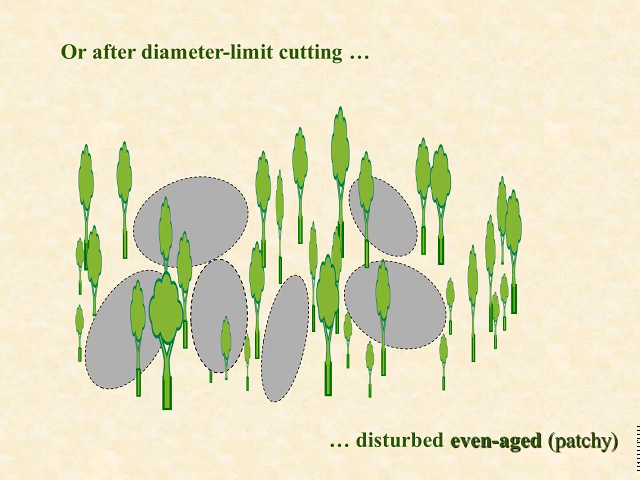 Or after diameter-limit cutting …
… disturbed even-aged (patchy)